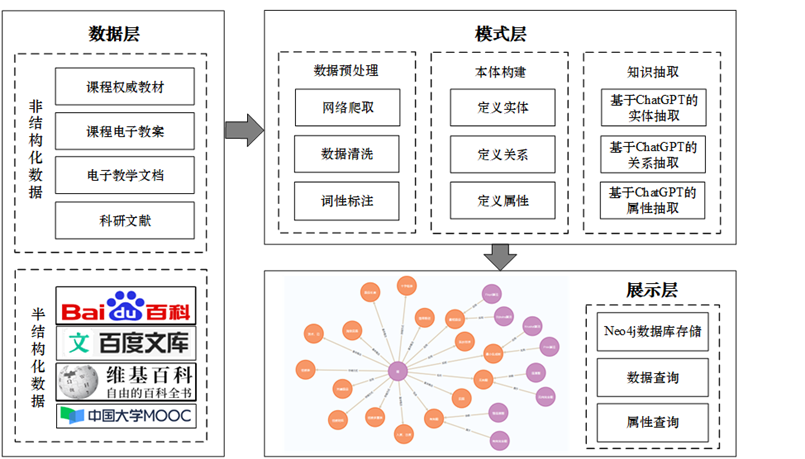 数据层
非结构化数据
课程权威教材
课程电子教案
电子教学文档
科研文献
半结构化数据
Bai du 百科
文 百度文库
维基百科
自由的百科全书
中国大学MOOC
模式层
数据预处理
网络爬取
数据清洗
词性标注
本体构建
定义实体
定义关系
定义属性
知识抽取
基于ChatGPT的
实体抽取
基于ChatGPT的
关系抽取
基于ChatGPT的
属性抽取
展示层
Neo4j数据库存储
数据查询
属性查询